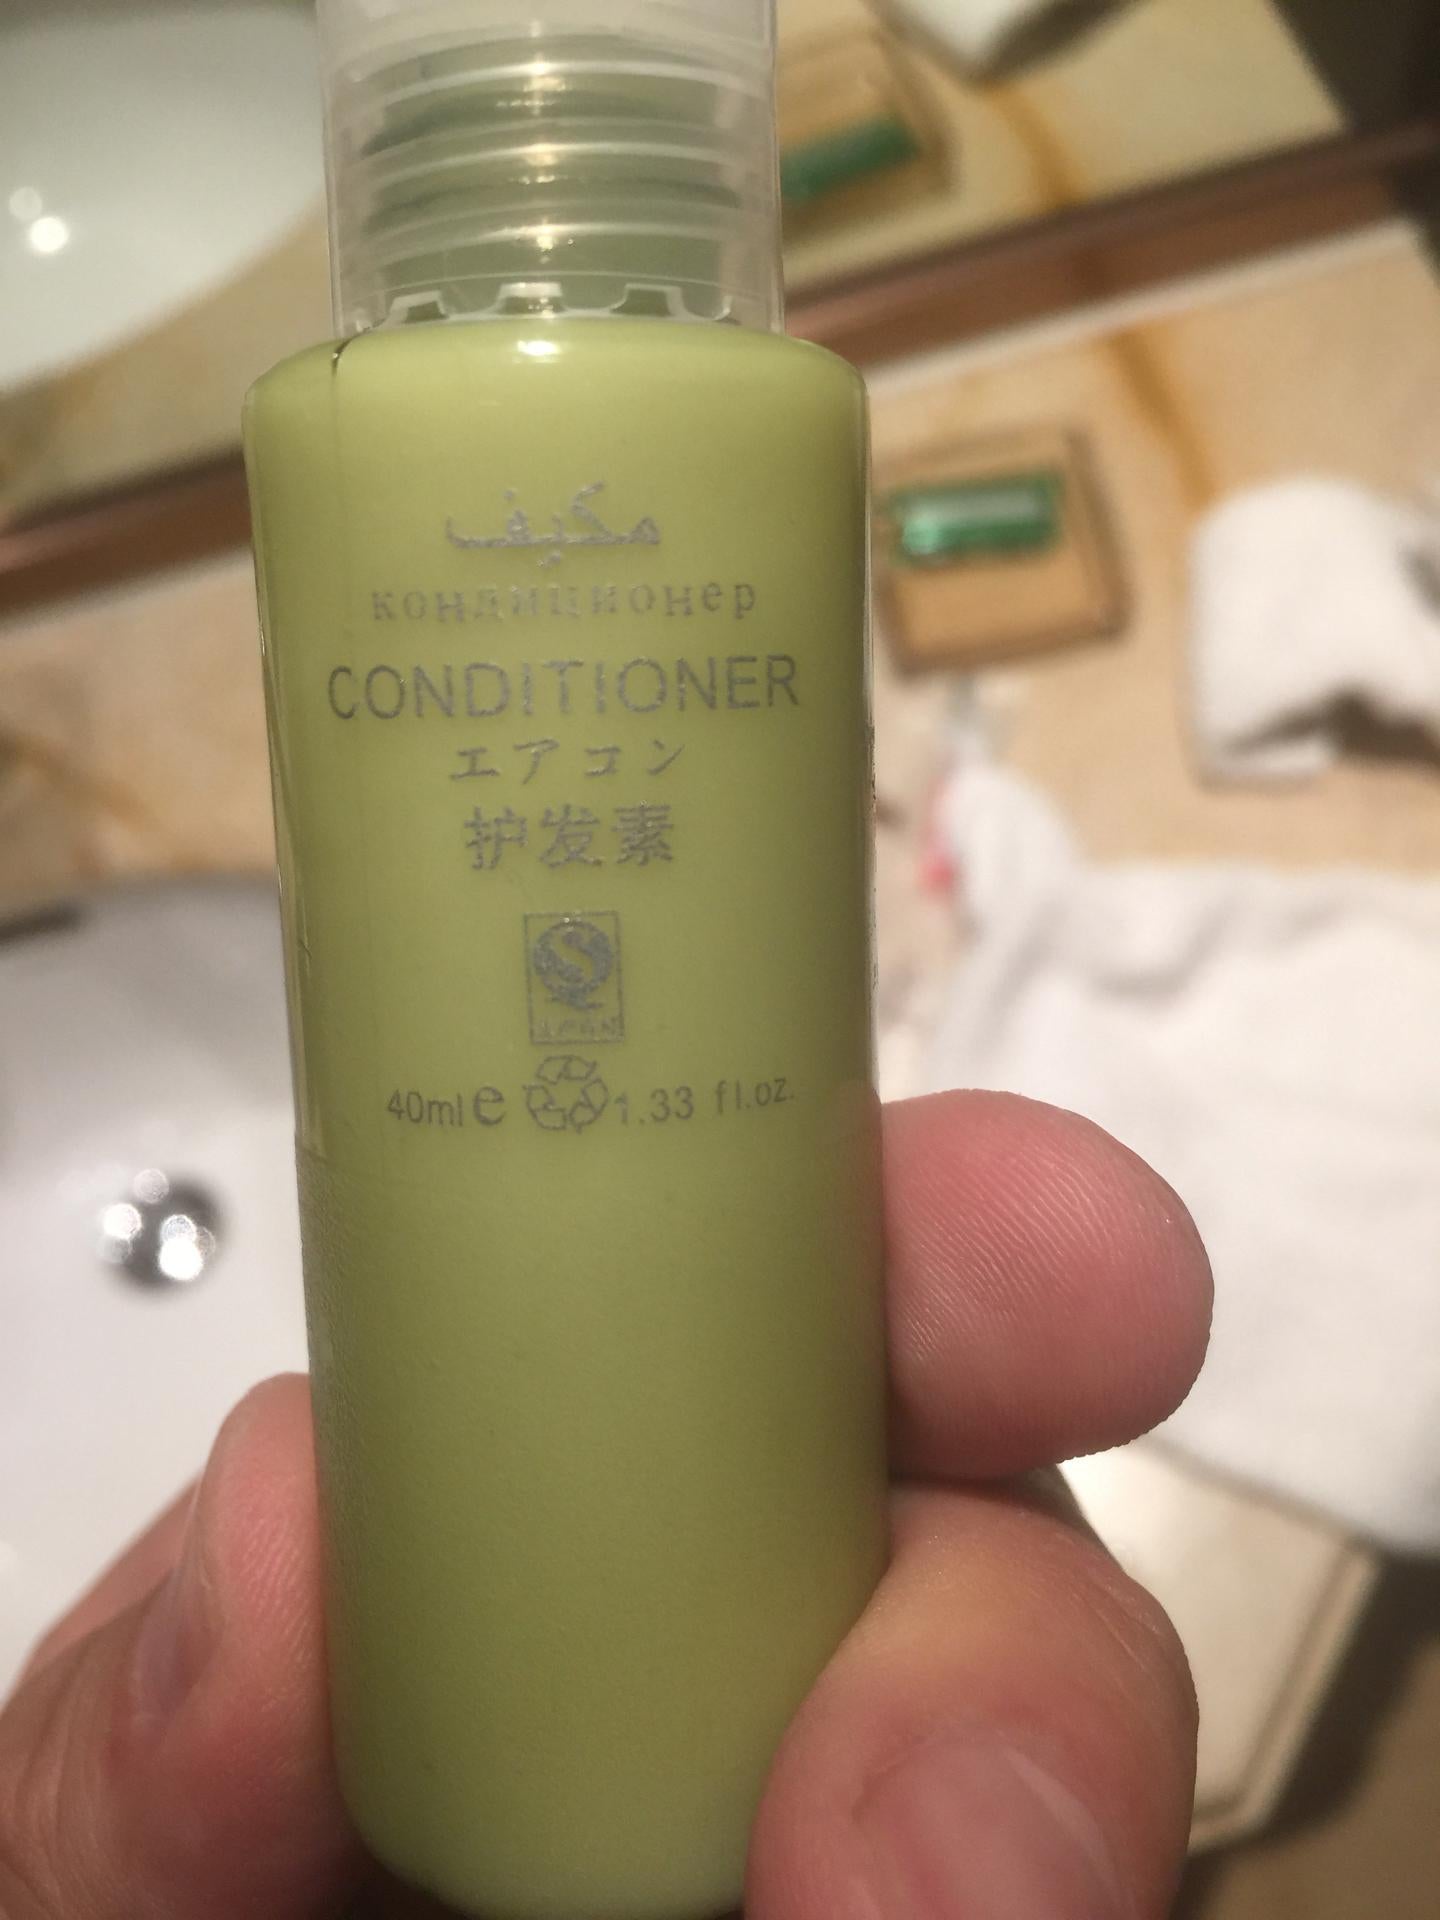 مكيف
кондиционер
CONDITIONER
エアコン
护发素
40ml e 1.33 fl.oz.